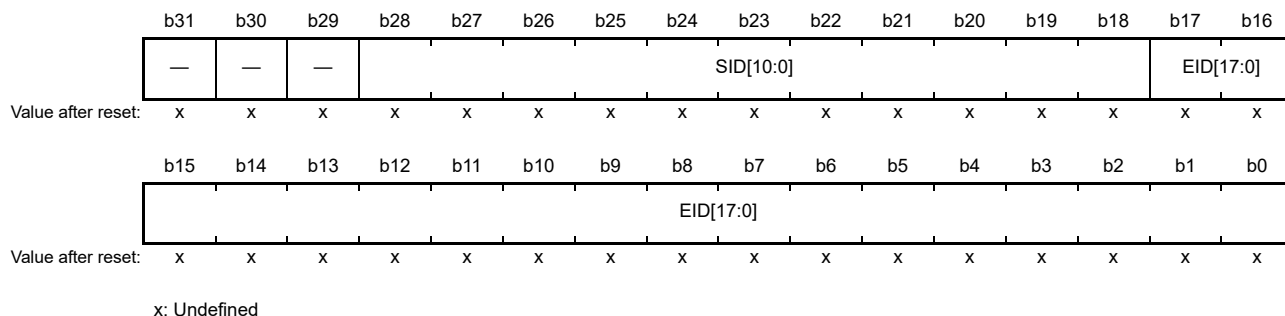 b31 b30 b29 b28 b27 b26 b25 b24 b23 b22 b21 b20 b19 b18 b17 b16
— — — SID[10:0] EID[17:0]
Value after reset: x x x x x x x x x x x x x x x x
b15 b14 b13 b12 b11 b10 b9 b8 b7 b6 b5 b4 b3 b2 b1 b0
EID[17:0]
Value after reset: x x x x x x x x x x x x x x x x
x: Undefined